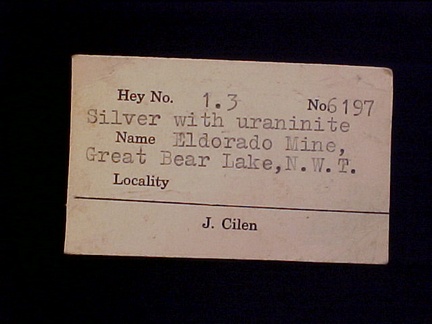 Hey No. 1.3 No6197
Silver with uraninite
Name Eldorado Mine,
Great Bear Lake,N.W.T.
Locality
J. Cilen